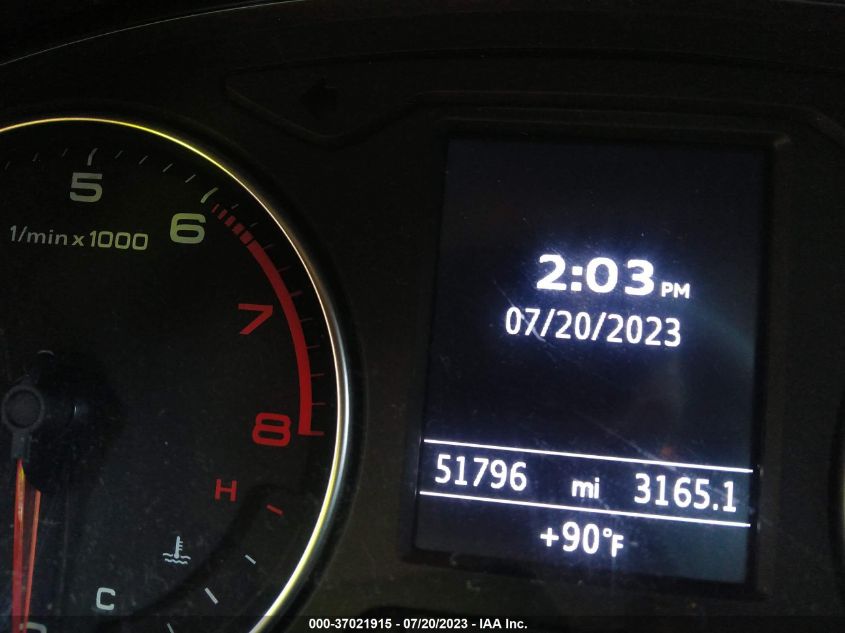 5
6
1/min x 1000
7
8
H
C
2:03 PM
07/20/2023
51796 mi 3165.1
+90°F
000-37021915 - 07/20/2023 - IAA Inc.